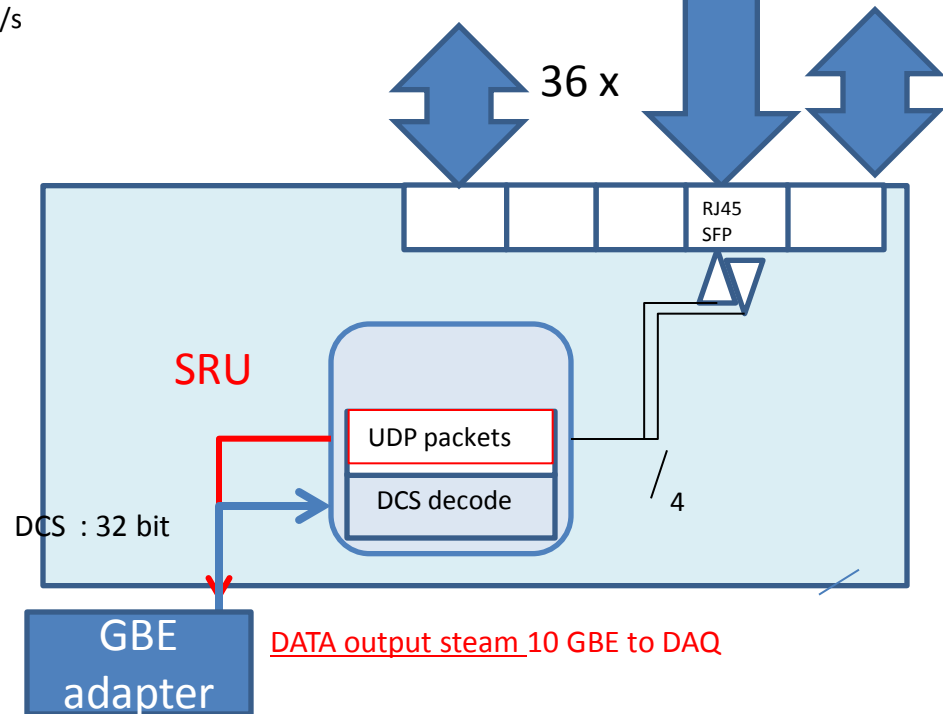 /s
36 x
RJ45
SFP
SRU
UDP packets
DCS decode
4
DCS : 32 bit
GBE
adapter
DATA output steam 10 GBE to DAQ